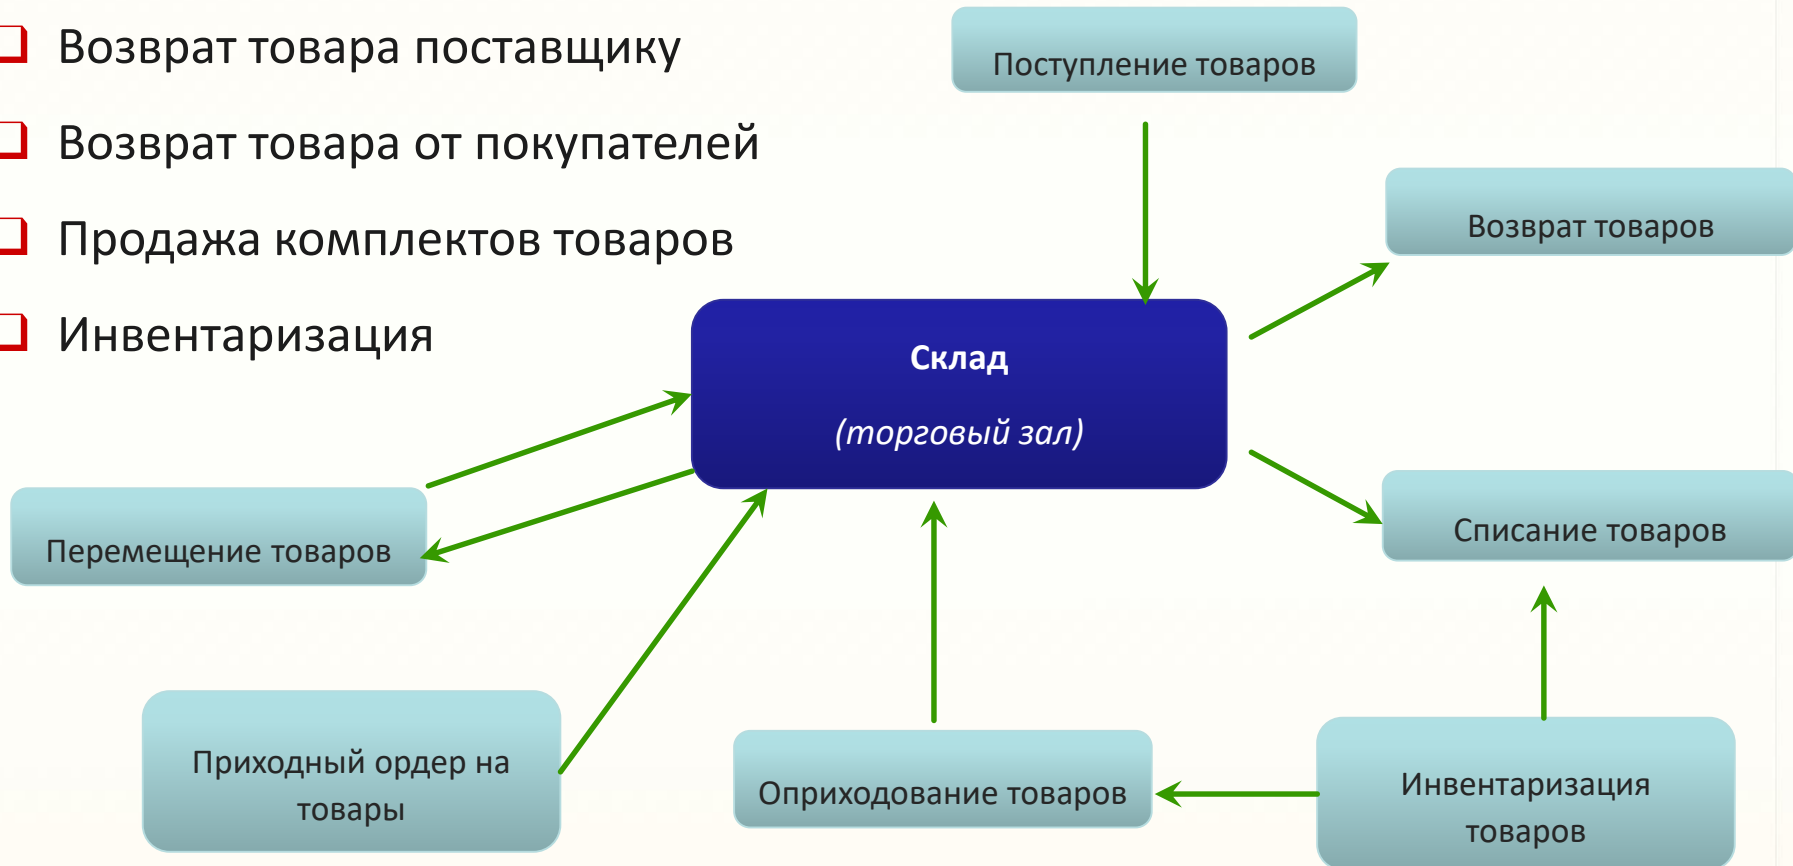 Возврат товара поставщику
Возврат товара от покупателей
Продажа комплектов товаров
Инвентаризация
Поступление товаров
Возврат товаров
Склад
(торговый зал)
Перемещение товаров
Списание товаров
Приходный ордер на
товары
Оприходование товаров
Инвентаризация
товаров